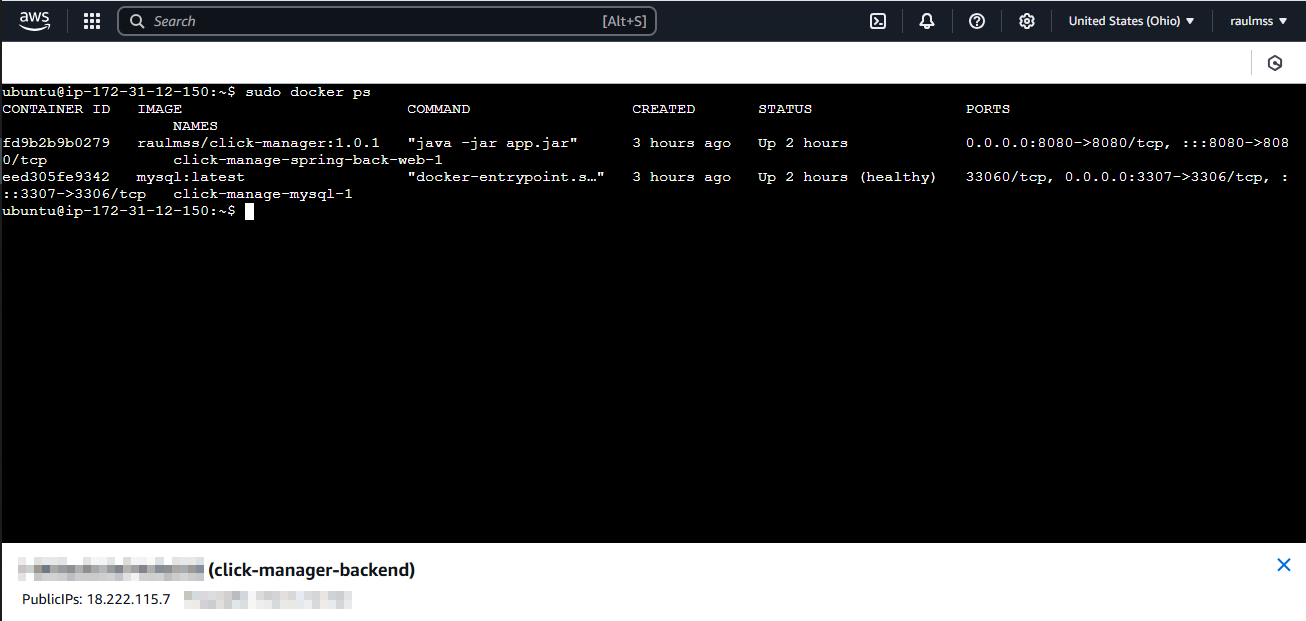 aws Search [Alt+S] United States (Ohio) raulmss
ubuntu@ip-172-31-12-150:~$ sudo docker ps
CONTAINER ID   IMAGE                         COMMAND                  CREATED       STATUS                 PORTS
                   NAMES
fd9b2b9b0279   raulmss/click-manager:1.0.1   "java -jar app.jar"      3 hours ago   Up 2 hours             0.0.0.0:8080->8080/tcp, :::8080->808
0/tcp              click-manage-spring-back-web-1
eed305fe9342   mysql:latest                  "docker-entrypoint.s…"   3 hours ago   Up 2 hours (healthy)   33060/tcp, 0.0.0.0:3307->3306/tcp, :
::3307->3306/tcp   click-manage-mysql-1
ubuntu@ip-172-31-12-150:~$
(click-manager-backend)
PublicIPs: 18.222.115.7